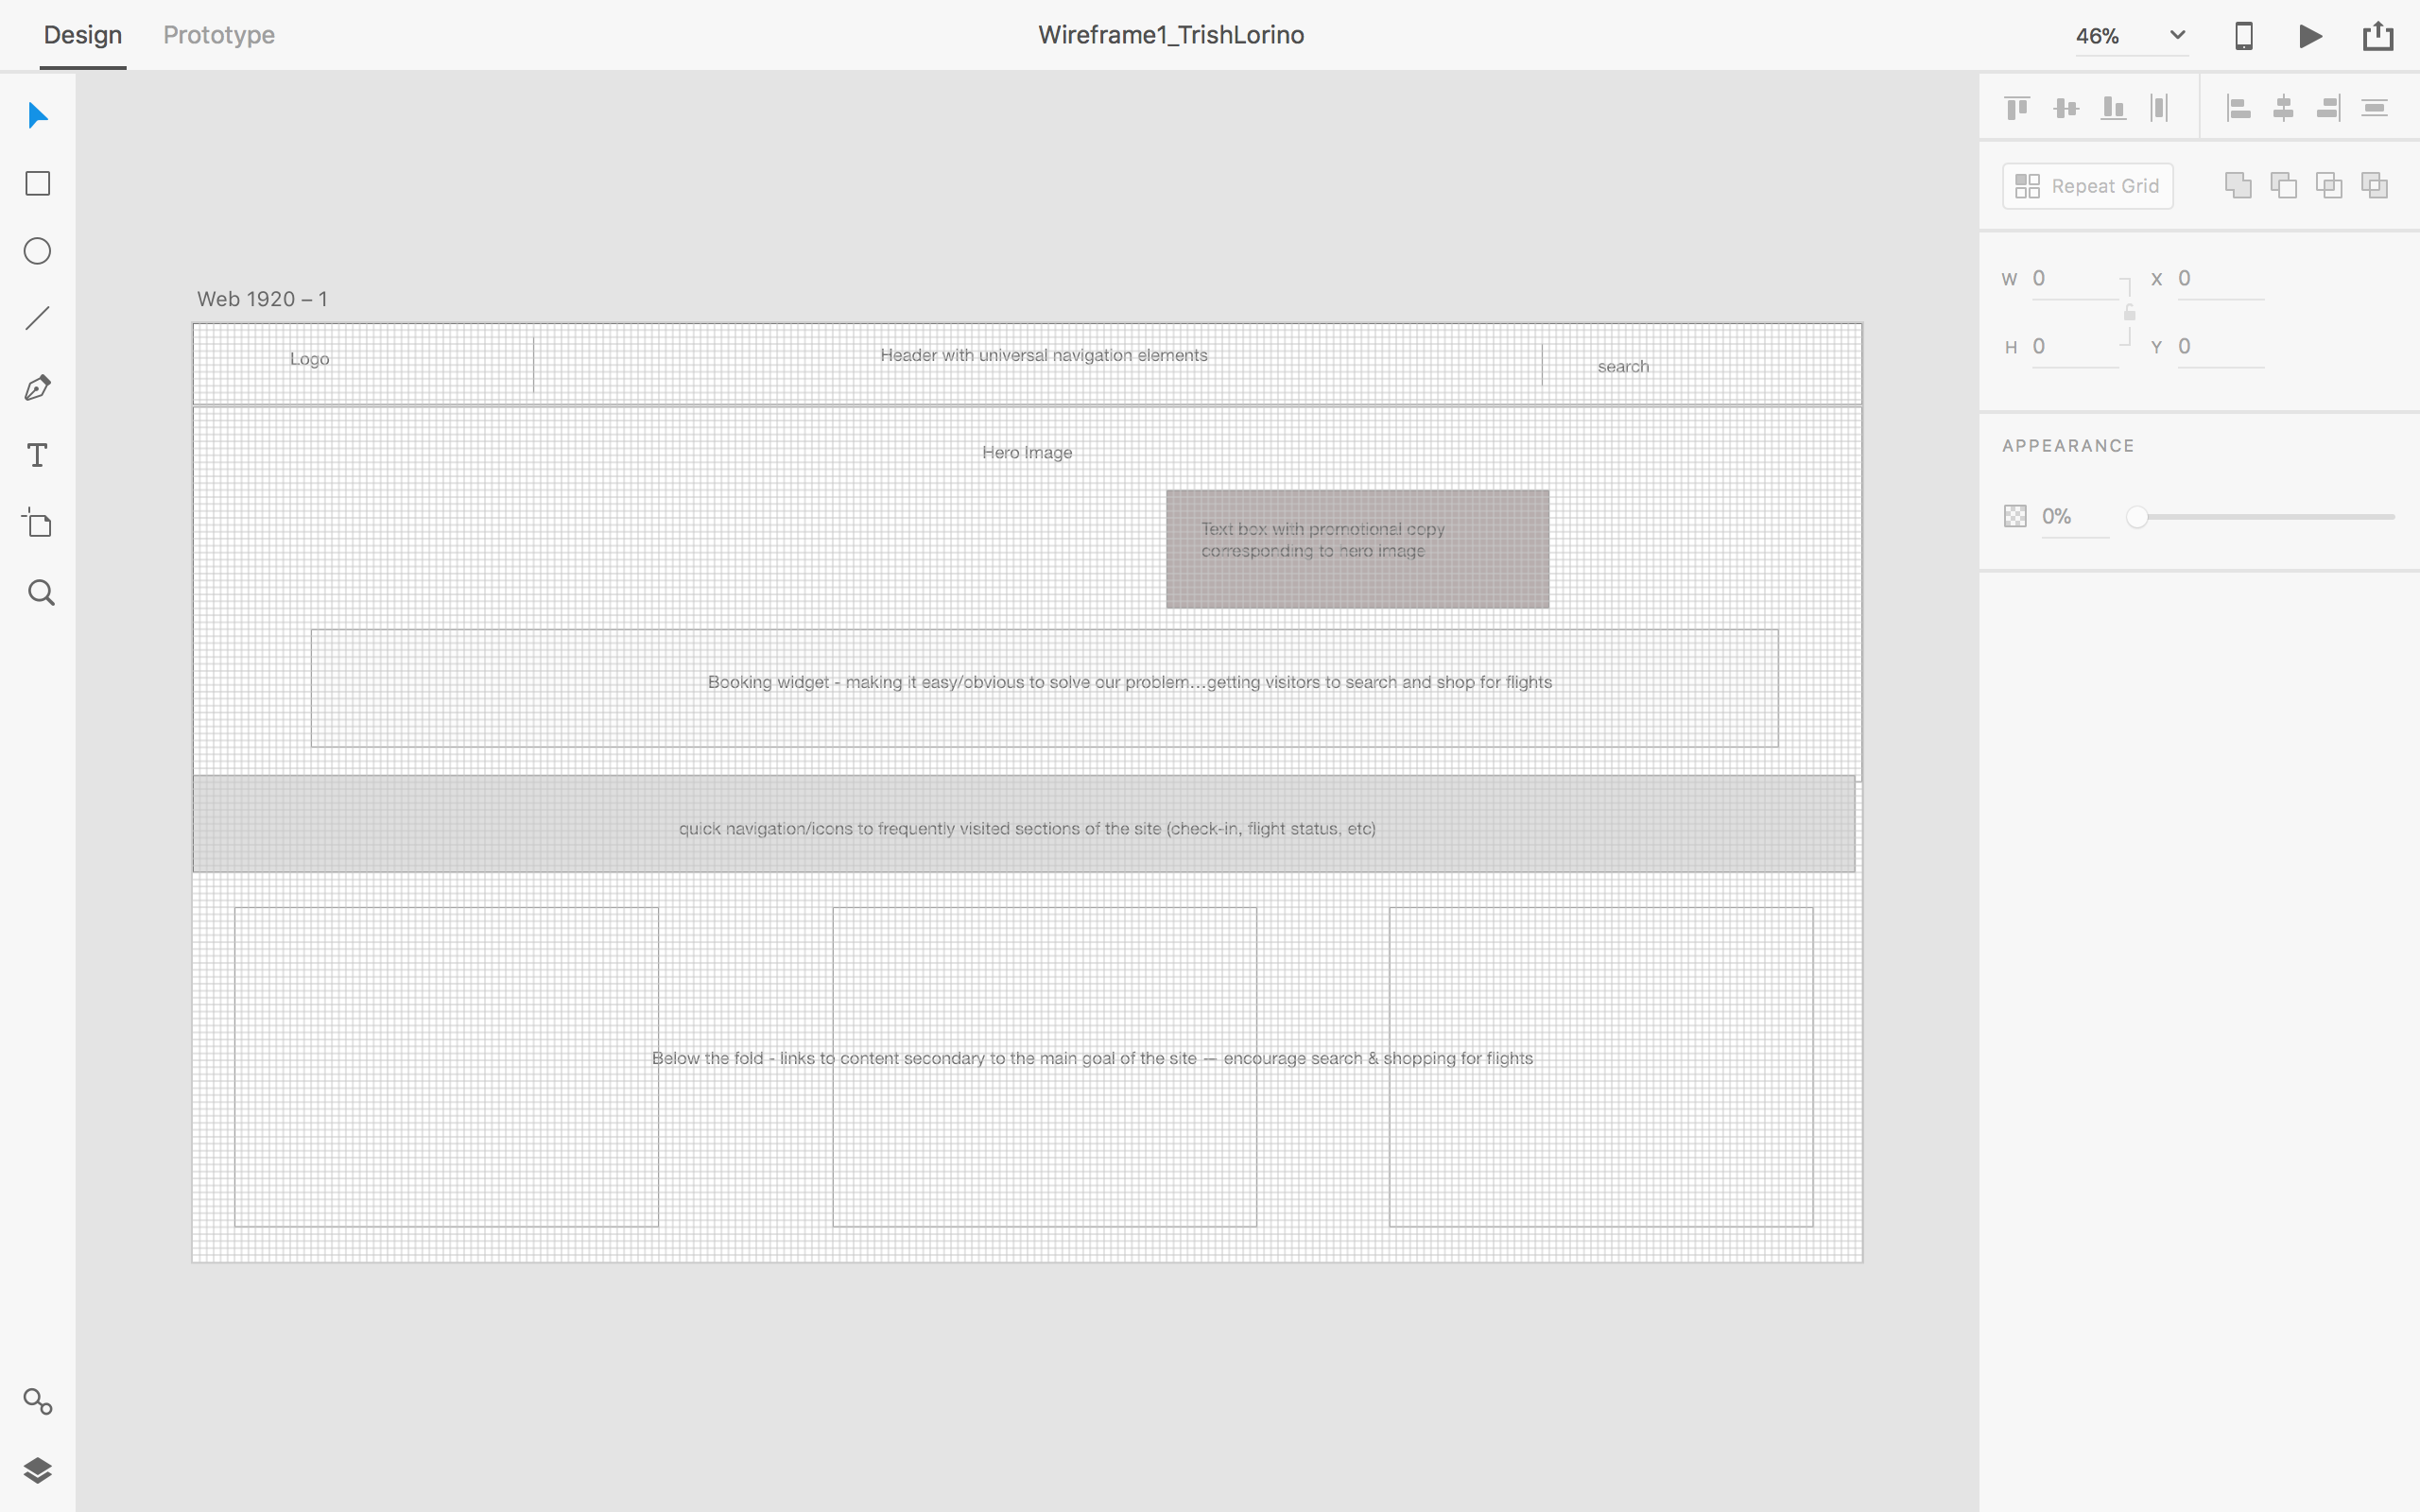 Design Prototype Wireframe1_TrishLorino 46%
Repeat Grid
W 0 X 0
H 0 Y 0
APPEARANCE
0%
Web 1920 – 1
Logo
Header with universal navigation elements
search
Hero Image
Text box with promotional copy
corresponding to hero image
Booking widget - making it easy/obvious to solve our problem...getting visitors to search and shop for flights
quick navigation/icons to frequently visited sections of the site (check-in, flight status, etc)
Below the fold - links to content secondary to the main goal of the site -- encourage search & shopping for flights